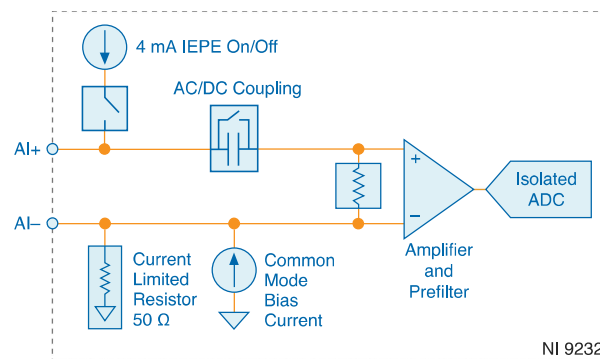 4 mA IEPE On/Off
AC/DC Coupling
AI+
+
Isolated
ADC
AI–
–
Amplifier
and
Prefilter
Current
Limited
Resistor
50 Ω
Common
Mode
Bias
Current
NI 9232